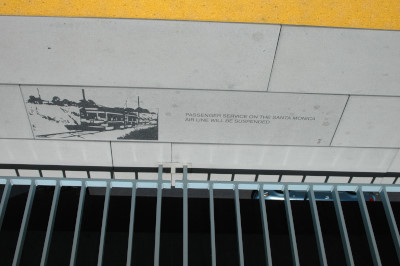 PASSENGER SERVICE ON THE SANTA MONICA
AIR LINE WILL BE SUSPENDED